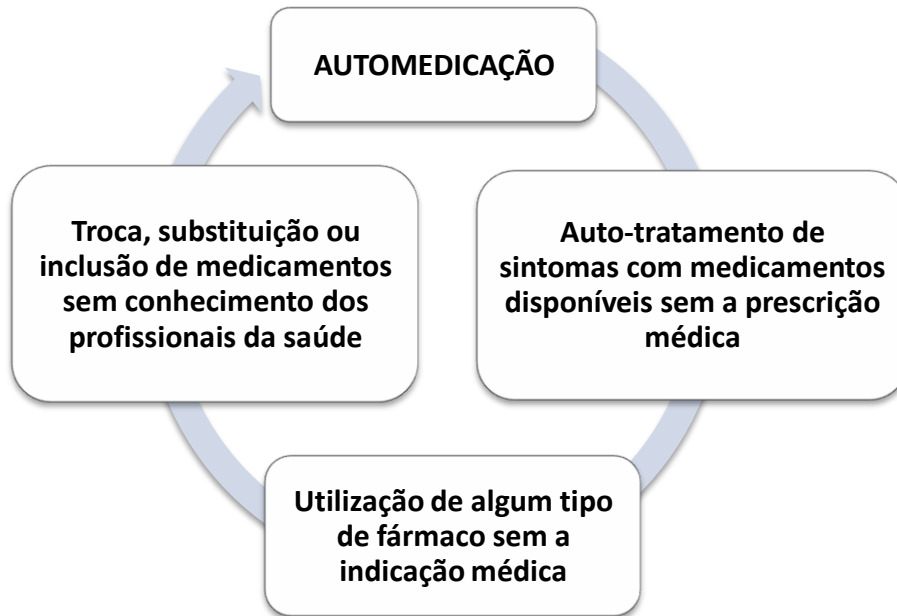 AUTOMEDICAÇÃO
Auto-tratamento de
sintomas com medicamentos
disponíveis sem a prescrição
médica
Utilização de algum tipo
de fármaco sem a
indicação médica
Troca, substituição ou
inclusão de medicamentos
sem conhecimento dos
profissionais da saúde